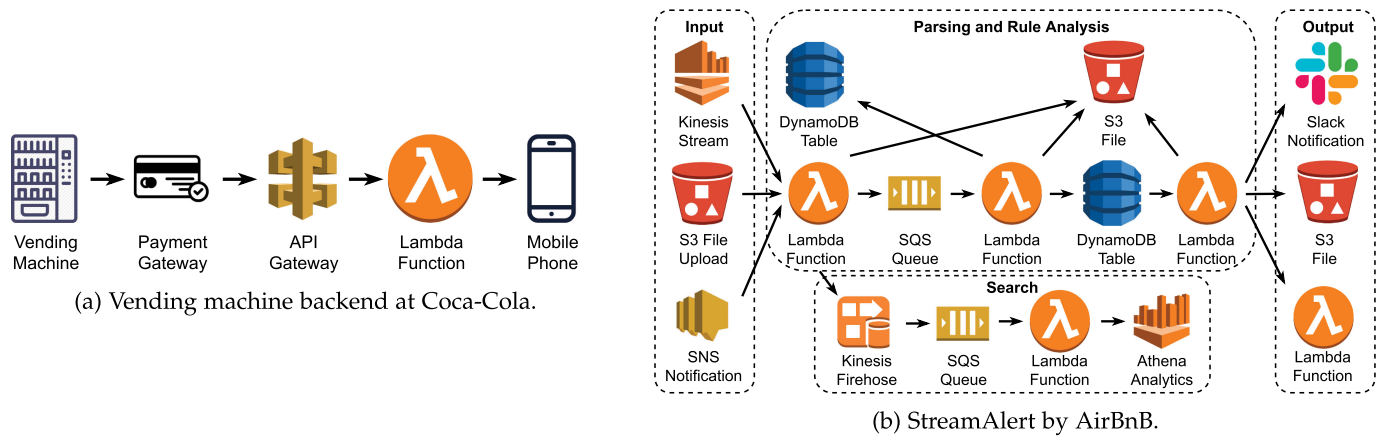 Vending
Machine
Payment
Gateway
API
Gateway
Lambda
Function
Mobile
Phone
(a) Vending machine backend at Coca-Cola.
Input
Kinesis
Stream
S3 File
Upload
SNS
Notification
Parsing and Rule Analysis
DynamoDB
Table
S3
File
Lambda
Function
SQS
Queue
Lambda
Function
DynamoDB
Table
Lambda
Function
Search
Kinesis
Firehose
SQS
Queue
Lambda
Function
Athena
Analytics
Output
Slack
Notification
S3
File
Lambda
Function
(b) StreamAlert by AirBnB.